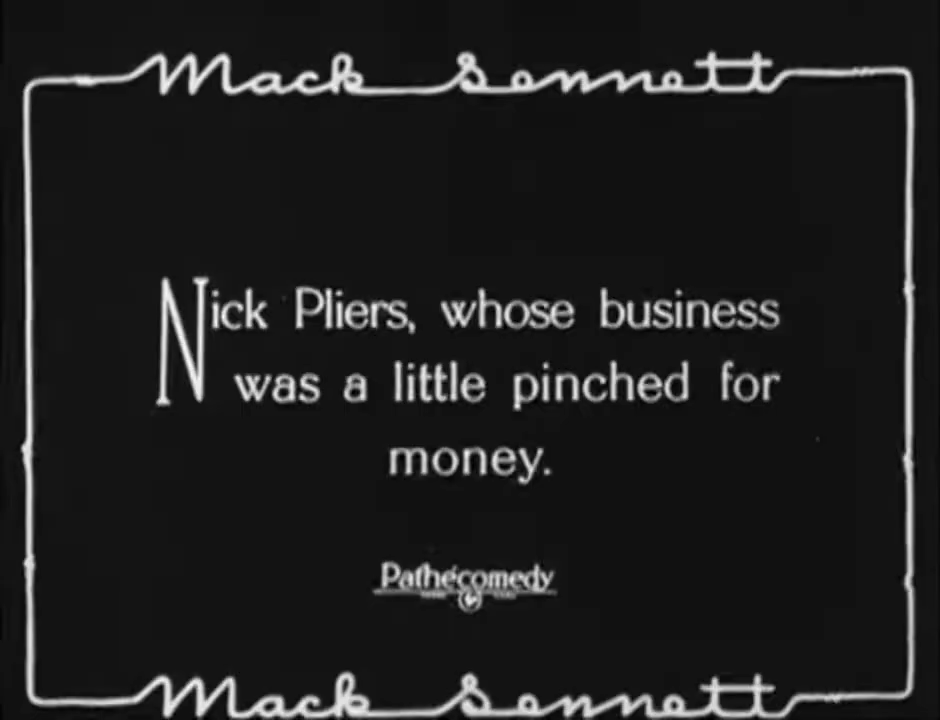 Mack Sennett
Nick Pliers, whose business
was a little pinched for
money.
Pathécomedy
Mack Sennett